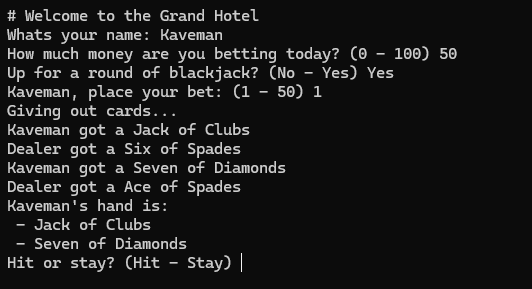 # Welcome to the Grand Hotel
Whats your name: Kaveman
How much money are you betting today? (0 - 100) 50
Up for a round of blackjack? (No - Yes) Yes
Kaveman, place your bet: (1 - 50) 1
Giving out cards...
Kaveman got a Jack of Clubs
Dealer got a Six of Spades
Kaveman got a Seven of Diamonds
Dealer got a Ace of Spades
Kaveman's hand is:
 - Jack of Clubs
 - Seven of Diamonds
Hit or stay? (Hit - Stay)